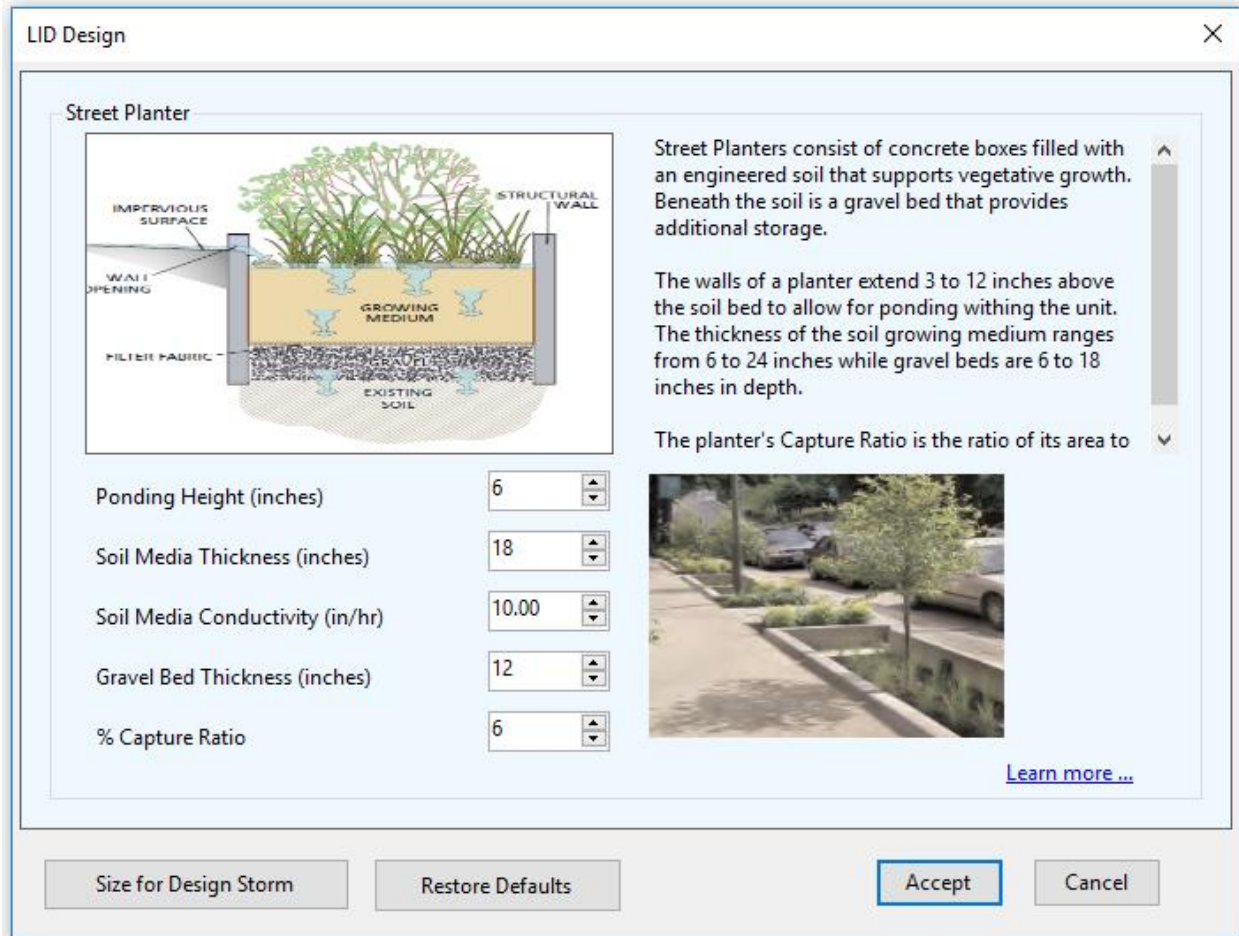 LID Design
Street Planter
IMPERVIOUS
SURFACE
STRUCTURAL
WALL
WALL
OPENING
GROWING
MEDIUM
FILTER FABRIC
GRAVEL
EXISTING
SOIL
Street Planters consist of concrete boxes filled with
an engineered soil that supports vegetative growth.
Beneath the soil is a gravel bed that provides
additional storage.
The walls of a planter extend 3 to 12 inches above
the soil bed to allow for ponding withing the unit.
The thickness of the soil growing medium ranges
from 6 to 24 inches while gravel beds are 6 to 18
inches in depth.
The planter's Capture Ratio is the ratio of its area to
Ponding Height (inches) 6
Soil Media Thickness (inches) 18
Soil Media Conductivity (in/hr) 10.00
Gravel Bed Thickness (inches) 12
% Capture Ratio 6
Learn more ...
Size for Design Storm Restore Defaults Accept Cancel